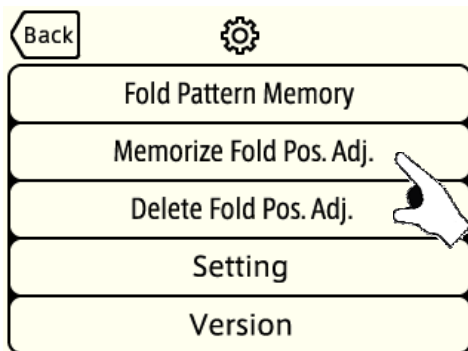 Back
Fold Pattern Memory
Memorize Fold Pos. Adj.
Delete Fold Pos. Adj.
Setting
Version